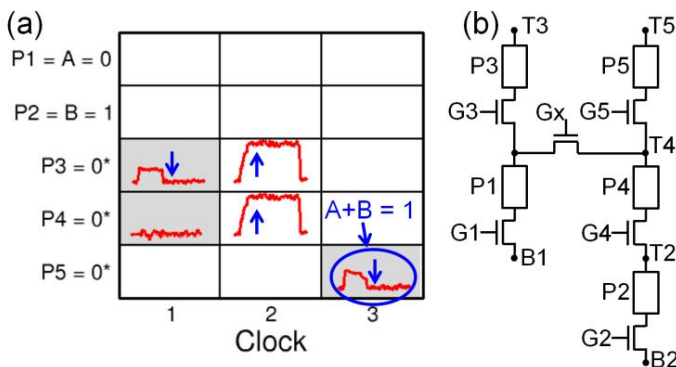 (a)
P1 = A = 0
P2 = B = 1
P3 = 0*
P4 = 0*
A+B = 1
P5 = 0*
1 2 3
Clock
(b)
T3 T5
P3 P5
G3 Gx G5
T4
P1 P4
G1 G4
B1 T2
P2
G2
B2